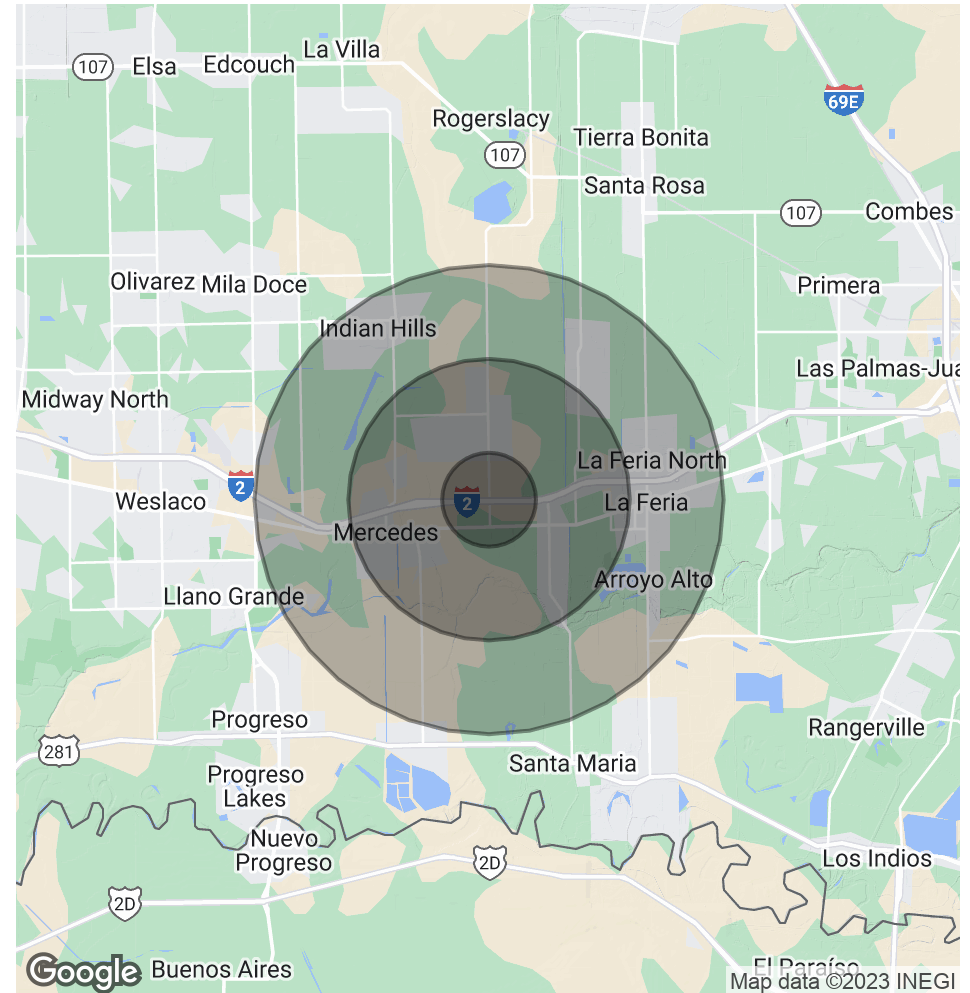 La Villa
107
Elsa
Edcouch
69E
Rogerslacy
Tierra Bonita
107
Santa Rosa
107
Combes
Olivarez
Mila Doce
Primera
Indian Hills
Las Palmas-Jua
Midway North
La Feria North
2
Weslaco
2
La Feria
Mercedes
Arroyo Alto
Llano Grande
Progreso
Rangerville
281
Santa Maria
Progreso
Lakes
Nuevo
Progreso
2D
Los Indios
2D
Google
Buenos Aires
El Paraíso
Map data ©2023 INEGI